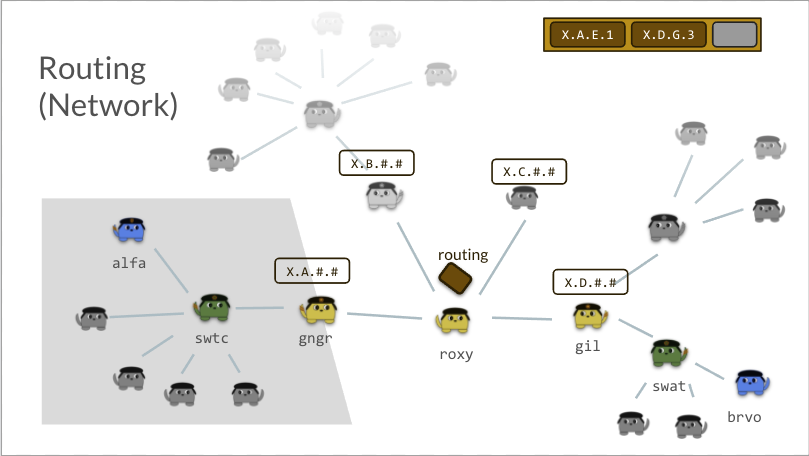 Routing
(Network)
X.A.E.1
X.D.G.3
X.B.#.#
X.C.#.#
routing
X.A.#.#
X.D.#.#
alfa
swtc
gngr
roxy
gil
swat
brvo